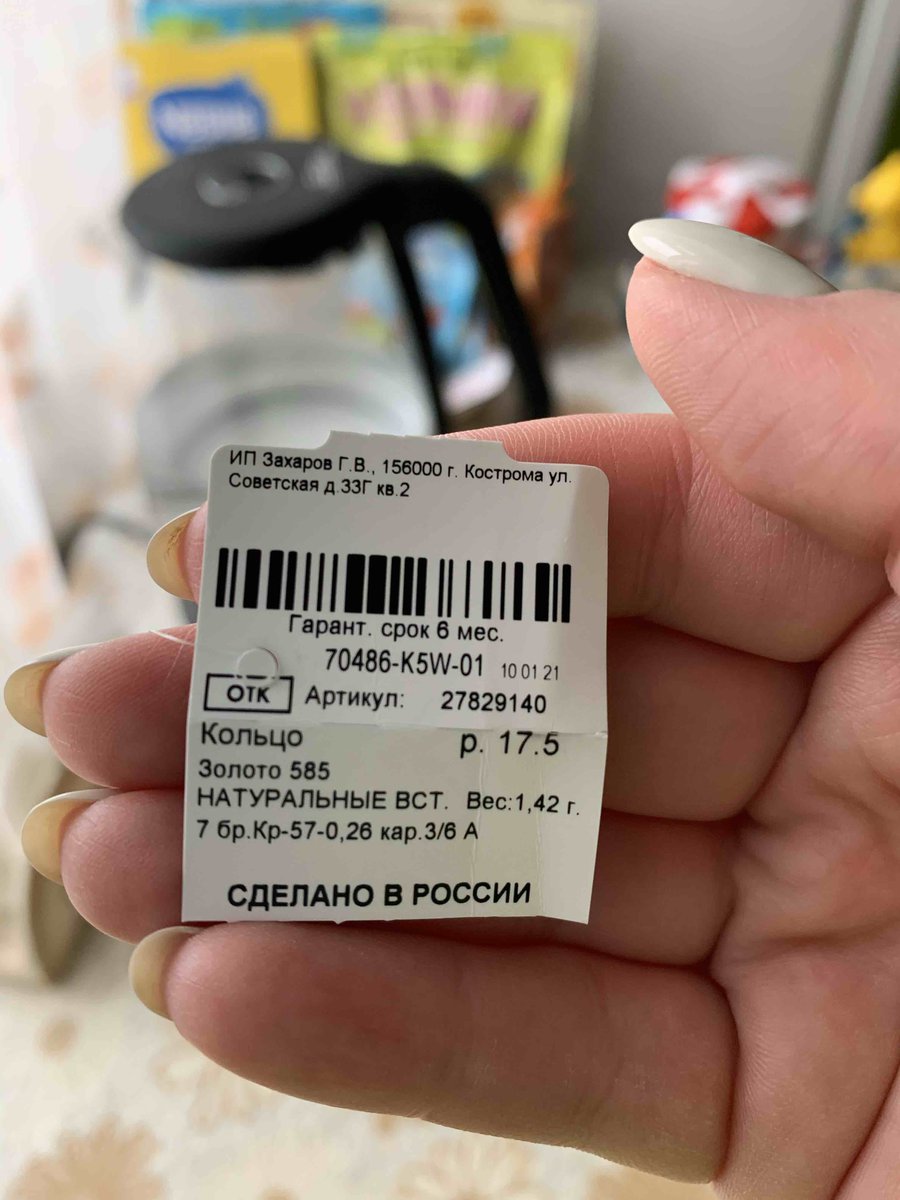 ИП Захаров Г.В., 156000 г. Кострома ул.
Советская д.33Г кв.2
Гарант. срок 6 мес.
70486-K5W-01 10 01 21
ОТК Артикул: 27829140
Кольцо р. 17.5
Золото 585
НАТУРАЛЬНЫЕ ВСТ. Вес:1,42 г.
7 бр.Кр-57-0,26 кар.3/6 А
СДЕЛАНО В РОССИИ